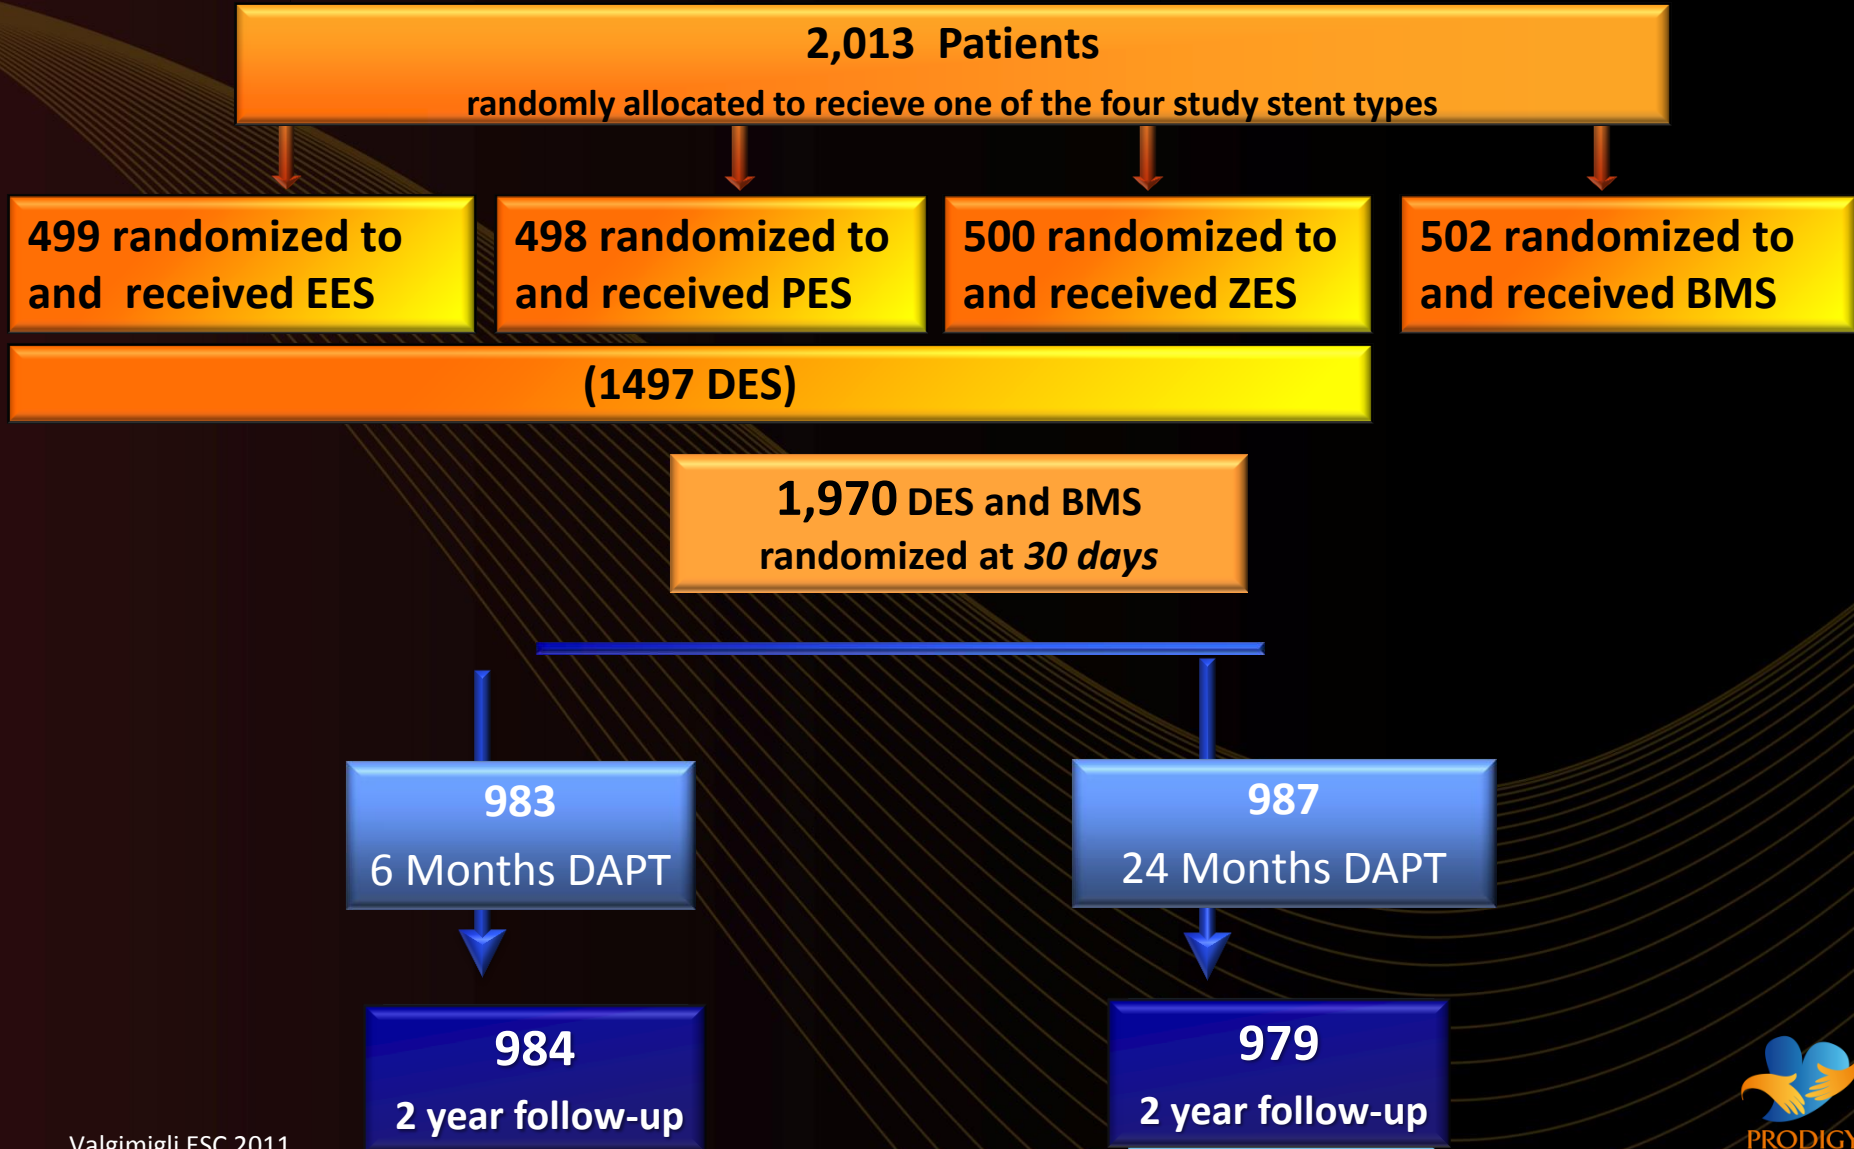 2,013 Patients
randomly allocated to recieve one of the four study stent types
499 randomized to
and received EES
498 randomized to
and received PES
500 randomized to
and received ZES
502 randomized to
and received BMS
(1497 DES)
1,970 DES and BMS
randomized at 30 days
983
6 Months DAPT
987
24 Months DAPT
984
2 year follow-up
979
2 year follow-up
Valgimigli ESC 2011
PRODIGY